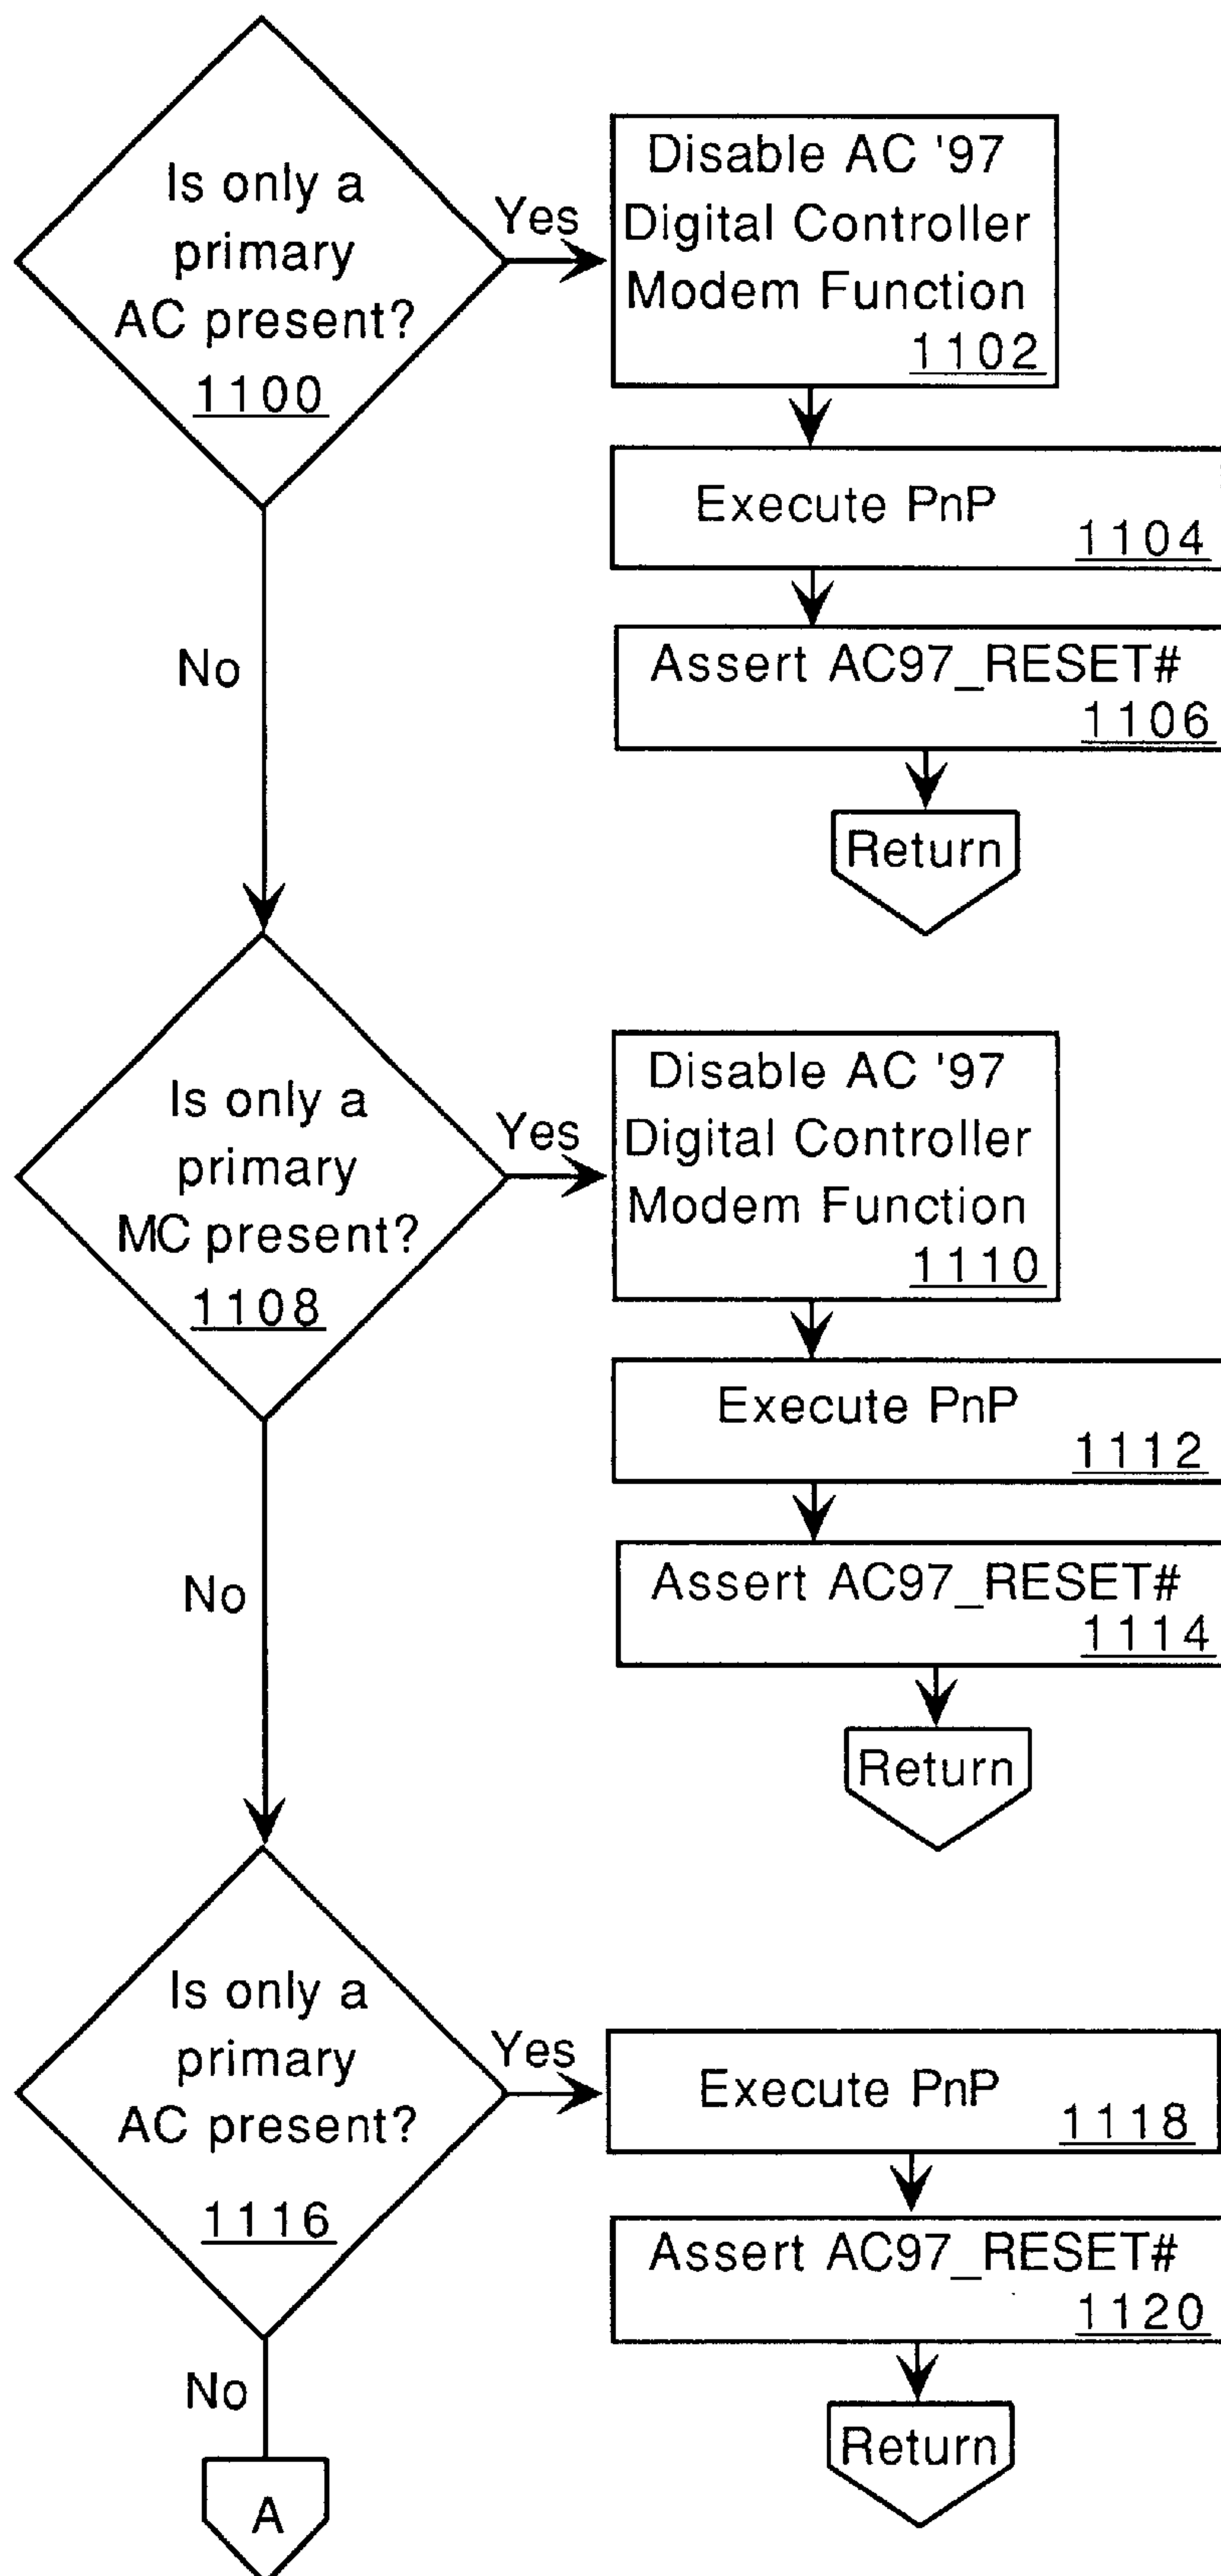 Is only a
primary
AC present?
1100
Yes
Disable AC '97
Digital Controller
Modem Function
1102
Execute PnP
1104
Assert AC97_RESET#
1106
Return
No
Is only a
primary
MC present?
1108
Yes
Disable AC '97
Digital Controller
Modem Function
1110
Execute PnP
1112
Assert AC97_RESET#
1114
Return
No
Is only a
primary
AC present?
1116
Yes
Execute PnP
1118
Assert AC97_RESET#
1120
Return
No
A